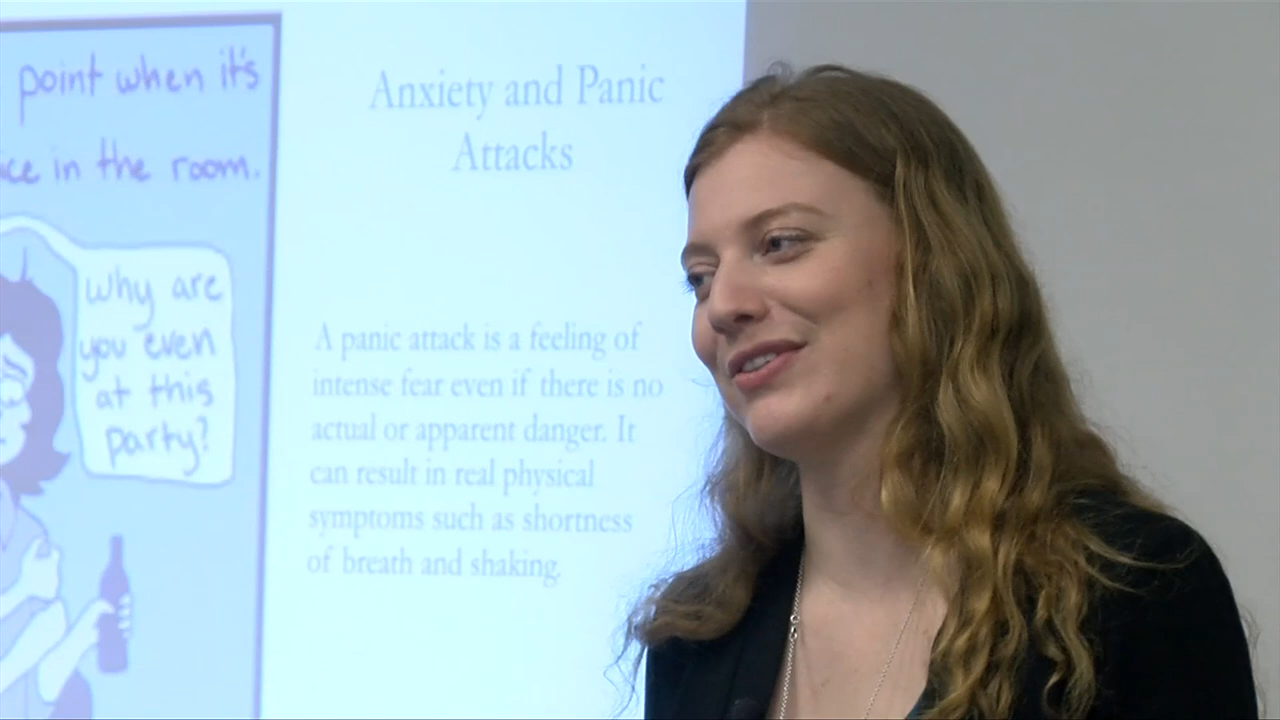 point when it's
in the room.
Why are
you even
at this
party?
Anxiety and Panic
Attacks
A panic attack is a feeling of
intense fear even if there is no
actual or apparent danger. It
can result in real physical
symptoms such as shortness
of breath and shaking.